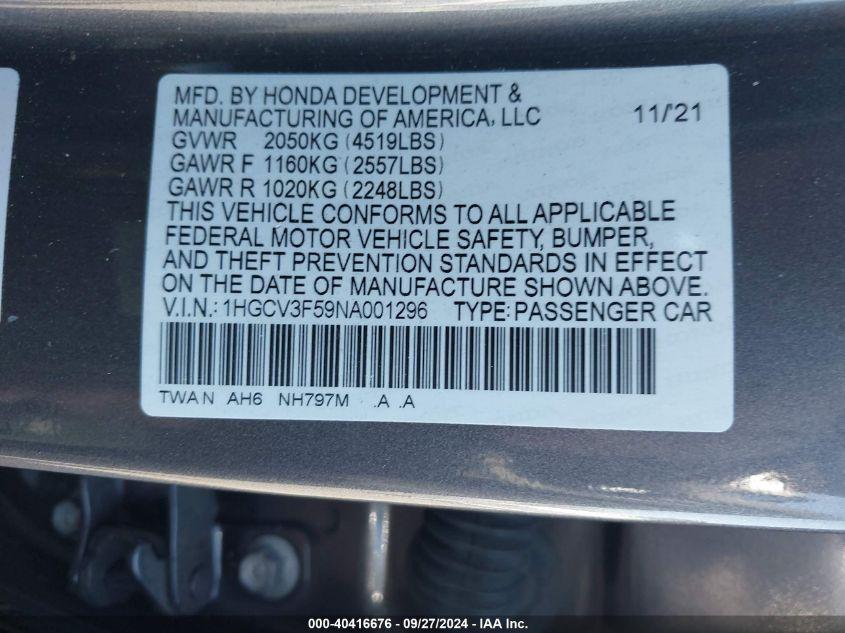 MFD. BY HONDA DEVELOPMENT &
MANUFACTURING OF AMERICA, LLC 11/'21
GVWR 2050KG (4519LBS)
GAWR F 1160KG (2557LBS)
GAWR R 1020KG (2248LBS)
THIS VEHICLE CONFORMS TO ALL APPLICABLE
FEDERAL MOTOR VEHICLE SAFETY, BUMPER,
AND THEFT PREVENTION STANDARDS IN EFFECT
ON THE DATE OF MANUFACTURE SHOWN ABOVE.
V.I.N.: 1HGCV3F59NA001296 TYPE: PASSENGER CAR
TWA N AH6 NH797M .A .A
000-40416676 / 09/27/2024 / IAA Inc.